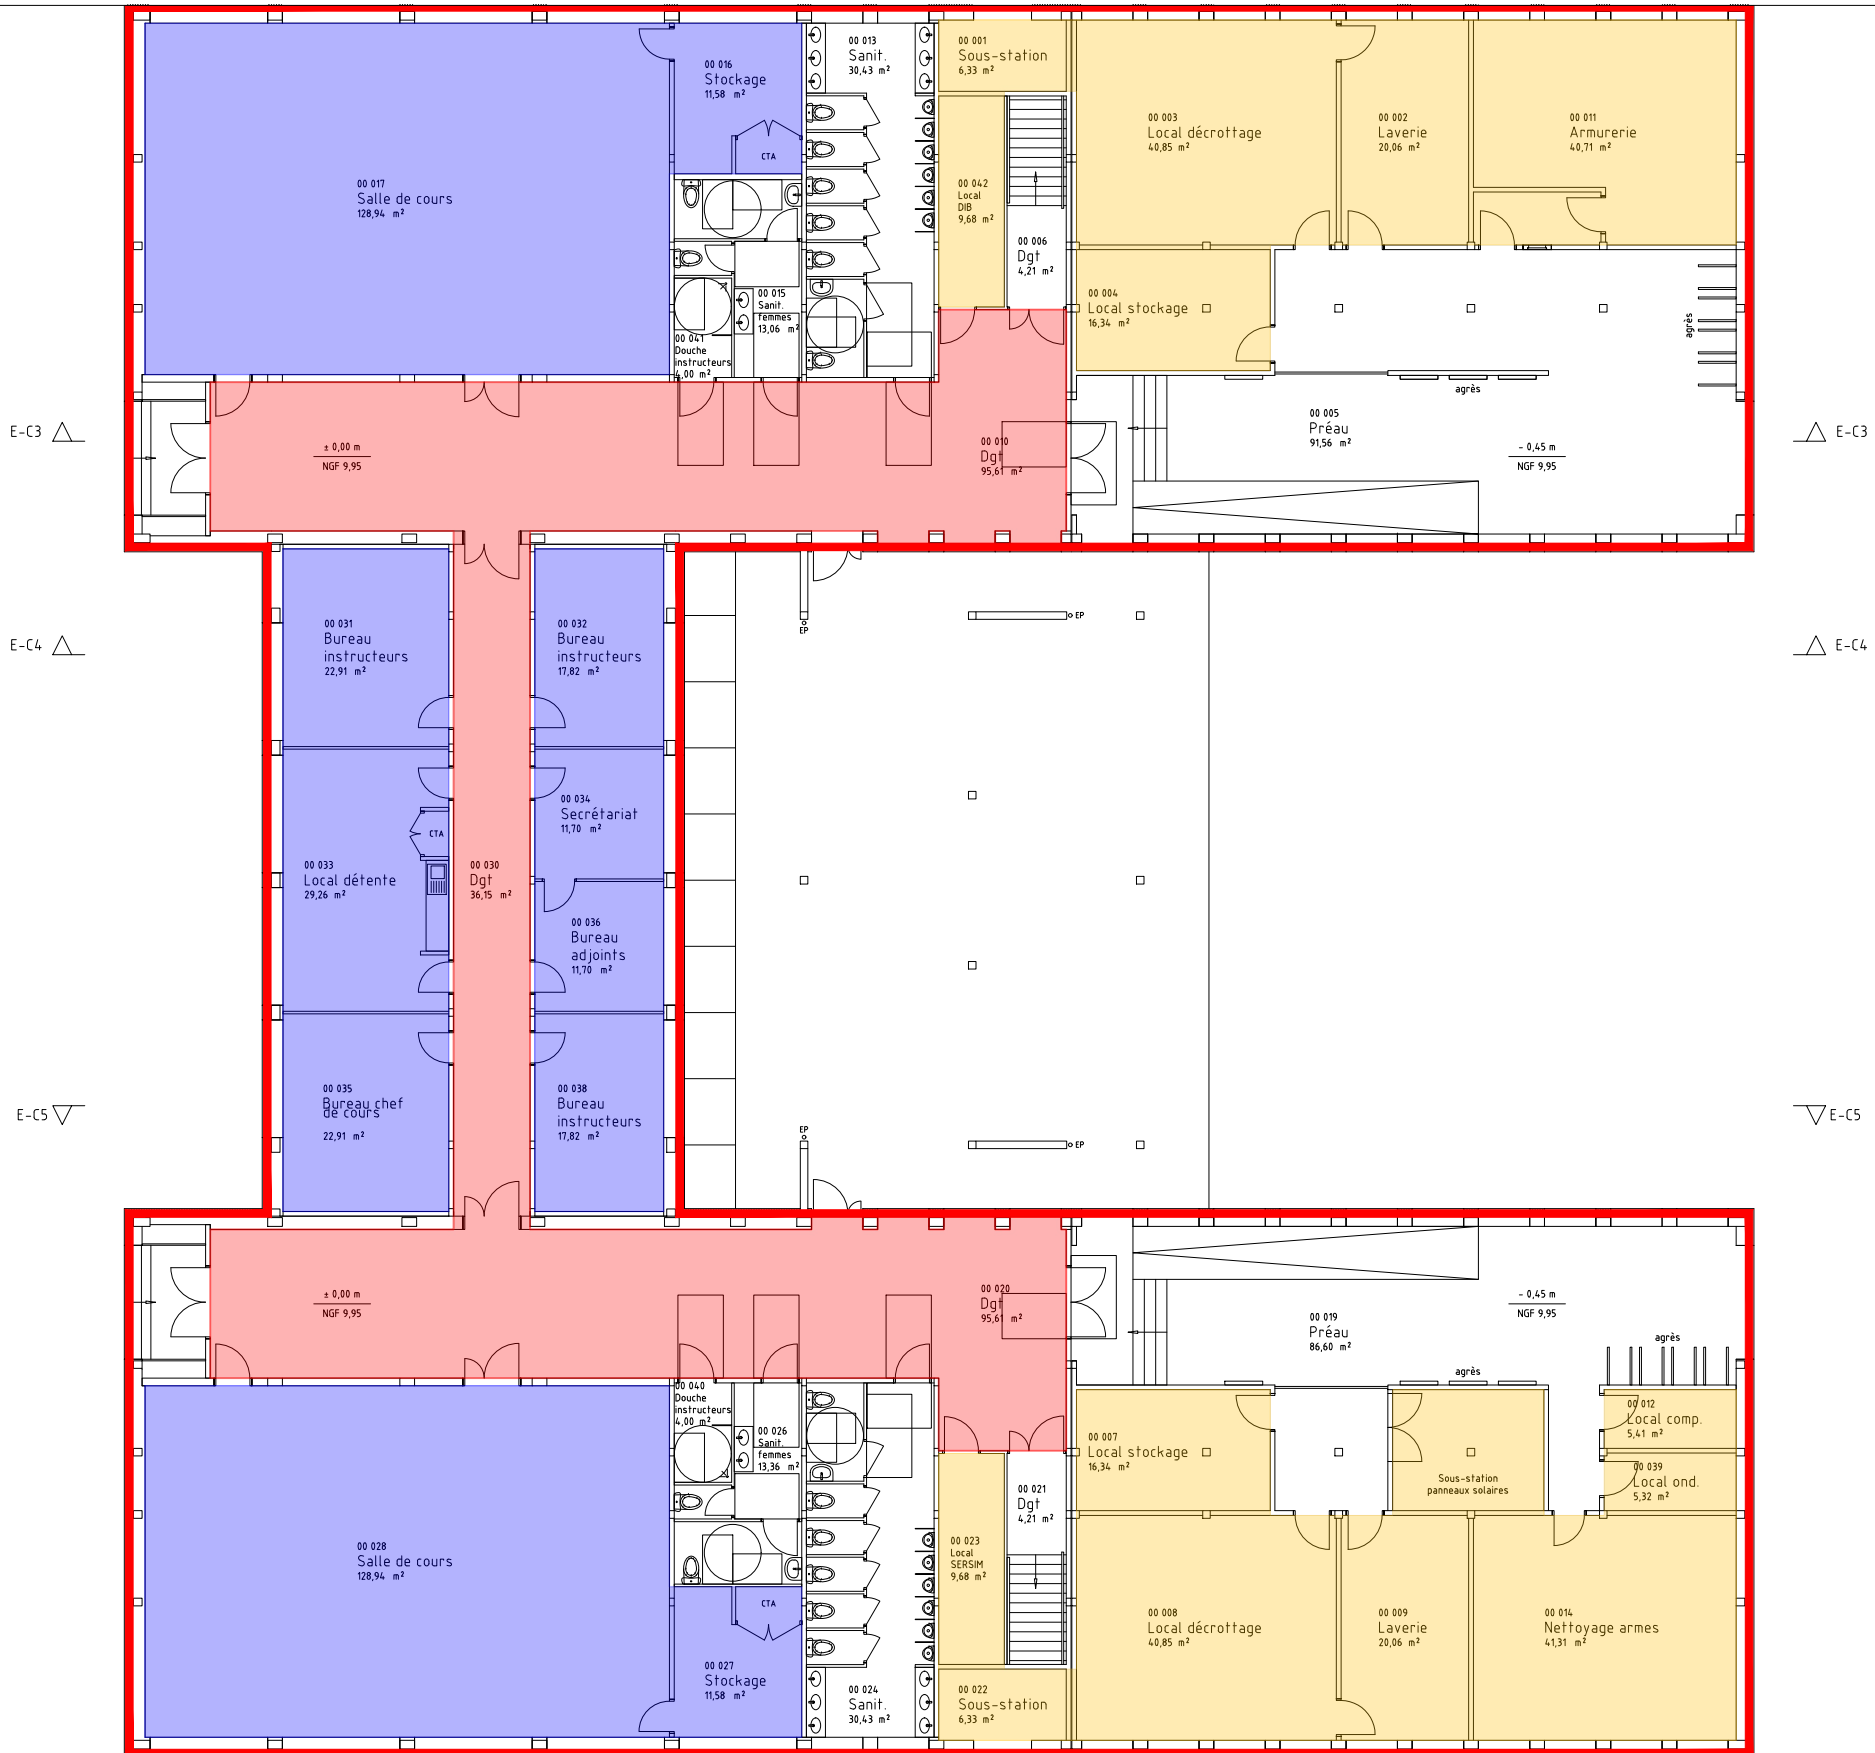 00 016
Stockage
11,58 m²
CTA
00 013
Sanit.
30,43 m²
00 001
Sous-station
6,33 m²
00 003
Local décrottage
40,85 m²
00 002
Laverie
20,06 m²
00 011
Armurerie
40,71 m²
00 017
Salle de cours
128,94 m²
00 042
Local
DIB
9,68 m²
00 006
Dgt
4,21 m²
00 015
Sanit.
femmes
13,06 m²
00 041
Douche
instructeurs
4,00 m²
00 004
Local stockage
16,34 m²
agrès
agrès
E-C3
± 0,00 m
NGF 9,95
00 010
Dgt
95,61 m²
00 005
Préau
91,56 m²
- 0,45 m
NGF 9,95
E-C3
E-C4
00 031
Bureau
instructeurs
22,91 m²
00 032
Bureau
instructeurs
17,82 m²
EP
EP
E-C4
00 034
Secrétariat
11,70 m²
CTA
00 033
Local détente
29,26 m²
00 030
Dgt
36,15 m²
00 036
Bureau
adjoints
11,70 m²
E-C5
00 035
Bureau chef
de cours
22,91 m²
00 038
Bureau
instructeurs
17,82 m²
EP
EP
E-C5
± 0,00 m
NGF 9,95
00 020
Dgt
95,61 m²
00 019
Préau
86,60 m²
- 0,45 m
NGF 9,95
agrès
agrès
00 040
Douche
instructeurs
4,00 m²
00 026
Sanit.
femmes
13,36 m²
00 007
Local stockage
16,34 m²
Sous-station
panneaux solaires
00 012
Local comp.
5,41 m²
00 039
Local ond.
5,32 m²
00 021
Dgt
4,21 m²
00 028
Salle de cours
128,94 m²
00 023
Local
SERSIM
9,68 m²
CTA
00 008
Local décrottage
40,85 m²
00 009
Laverie
20,06 m²
00 014
Nettoyage armes
41,31 m²
00 027
Stockage
11,58 m²
00 024
Sanit.
30,43 m²
00 022
Sous-station
6,33 m²